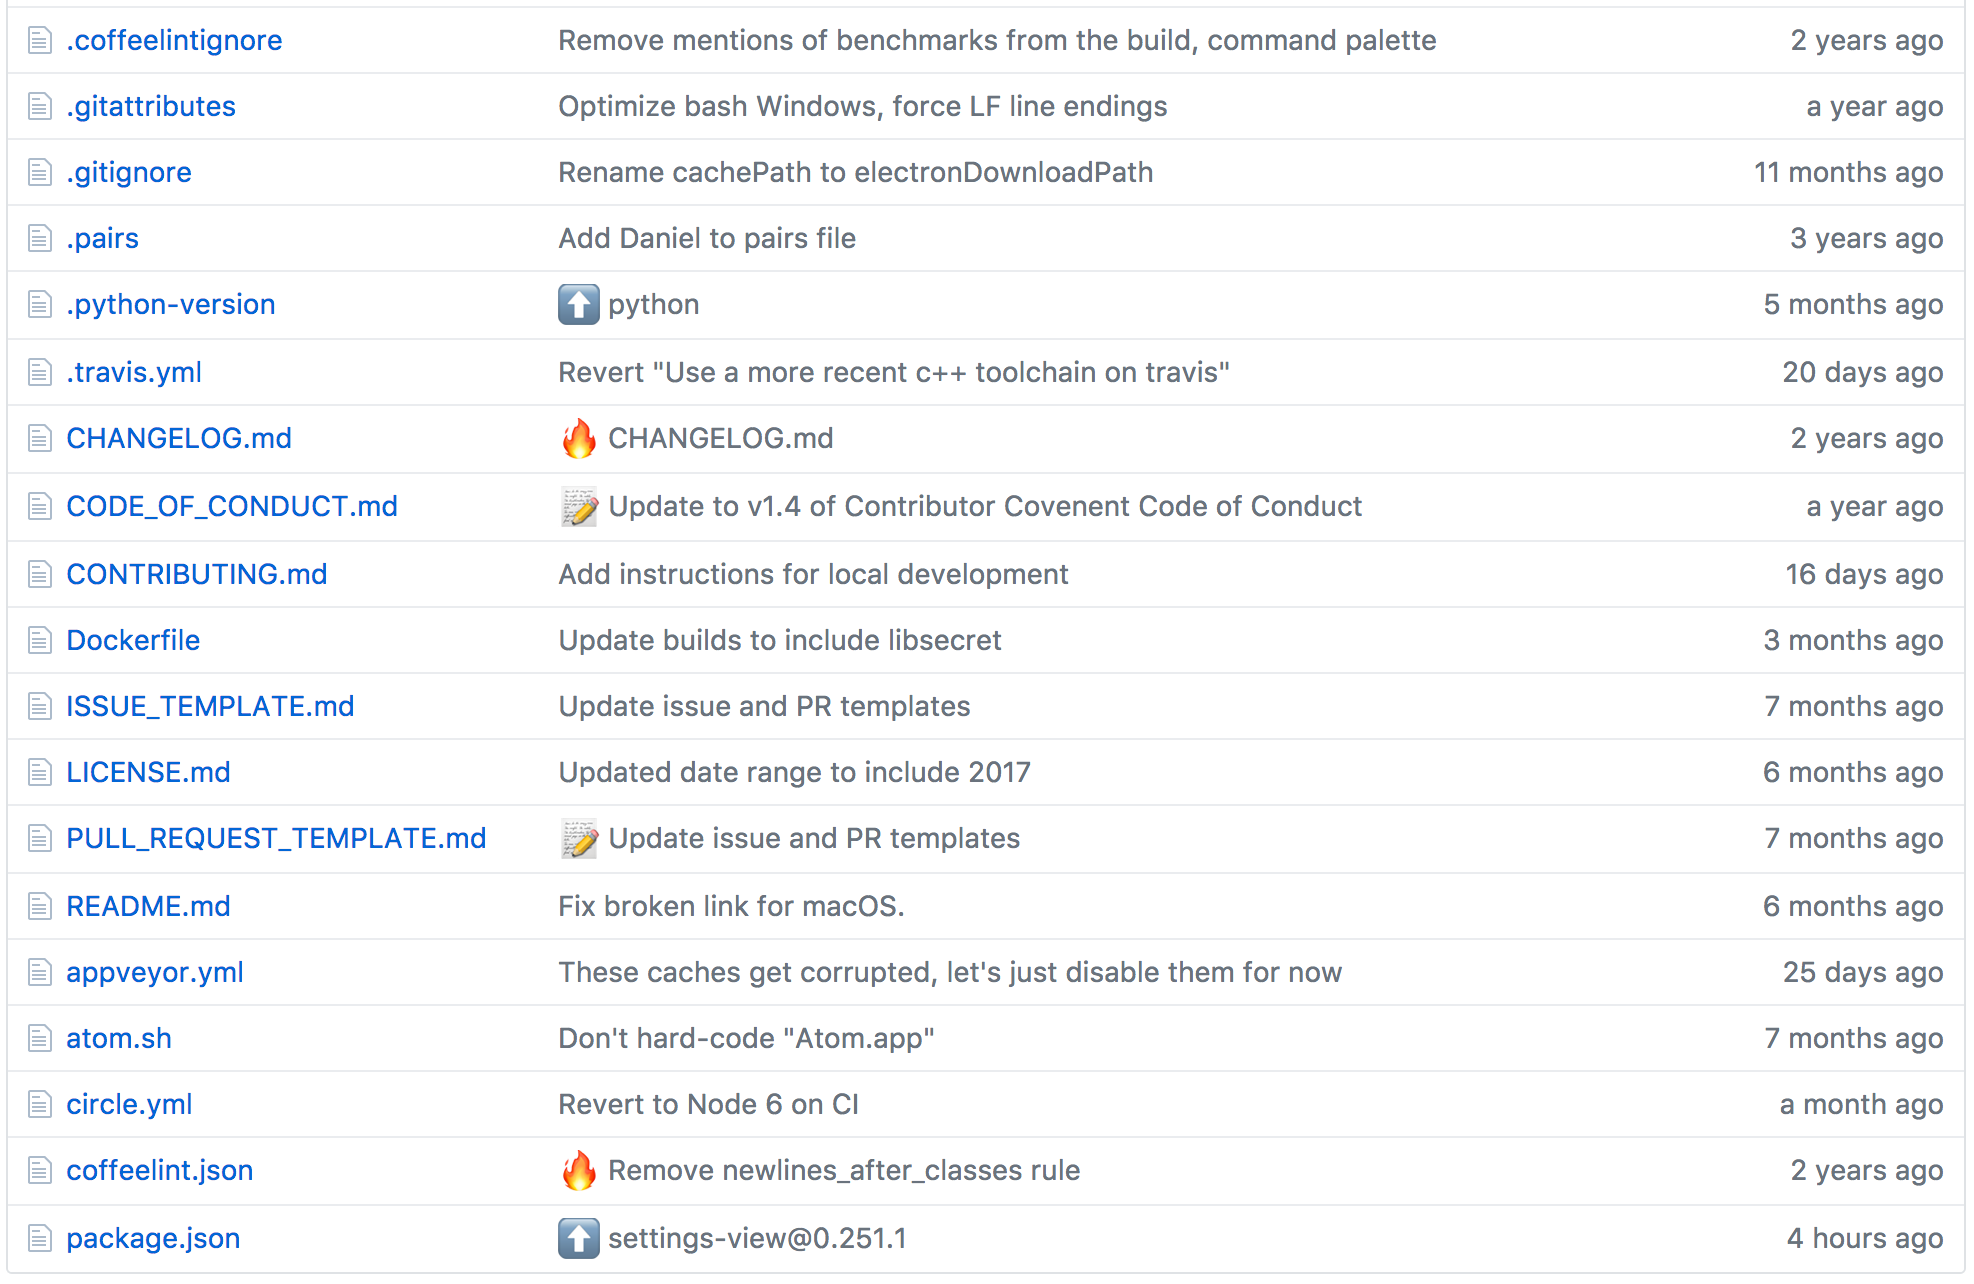 .coffeelintignore Remove mentions of benchmarks from the build, command palette 2 years ago
.gitattributes Optimize bash Windows, force LF line endings a year ago
.gitignore Rename cachePath to electronDownloadPath 11 months ago
.pairs Add Daniel to pairs file 3 years ago
.python-version ⬆️ python 5 months ago
.travis.yml Revert "Use a more recent c++ toolchain on travis" 20 days ago
CHANGELOG.md 🔥 CHANGELOG.md 2 years ago
CODE_OF_CONDUCT.md 📝 Update to v1.4 of Contributor Covenent Code of Conduct a year ago
CONTRIBUTING.md Add instructions for local development 16 days ago
Dockerfile Update builds to include libsecret 3 months ago
ISSUE_TEMPLATE.md Update issue and PR templates 7 months ago
LICENSE.md Updated date range to include 2017 6 months ago
PULL_REQUEST_TEMPLATE.md 📝 Update issue and PR templates 7 months ago
README.md Fix broken link for macOS. 6 months ago
appveyor.yml These caches get corrupted, let's just disable them for now 25 days ago
atom.sh Don't hard-code "Atom.app" 7 months ago
circle.yml Revert to Node 6 on CI a month ago
coffeelint.json 🔥 Remove newlines_after_classes rule 2 years ago
package.json ⬆️ settings-view@0.251.1 4 hours ago